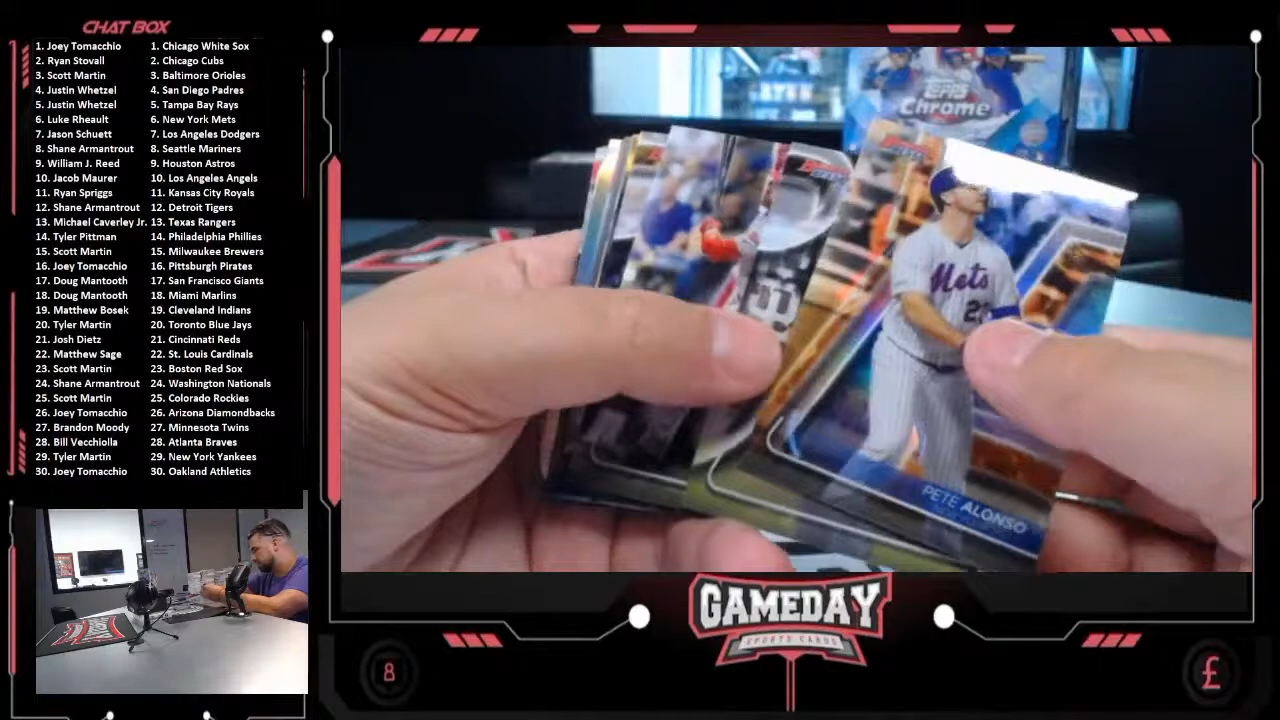 CHAT BOX
1. Joey Tomacchio 1. Chicago White Sox
2. Ryan Stovall 2. Chicago Cubs
3. Scott Martin 3. Baltimore Orioles
4. Justin Whetzel 4. San Diego Padres
5. Justin Whetzel 5. Tampa Bay Rays
6. Luke Rheault 6. New York Mets
7. Jason Schuett 7. Los Angeles Dodgers
8. Shane Armantrout 8. Seattle Mariners
9. William J. Reed 9. Houston Astros
10. Jacob Maurer 10. Los Angeles Angels
11. Ryan Spriggs 11. Kansas City Royals
12. Shane Armantrout 12. Detroit Tigers
13. Michael Caverley Jr. 13. Texas Rangers
14. Tyler Pittman 14. Philadelphia Phillies
15. Scott Martin 15. Milwaukee Brewers
16. Joey Tomacchio 16. Pittsburgh Pirates
17. Doug Mantooth 17. San Francisco Giants
18. Doug Mantooth 18. Miami Marlins
19. Matthew Bosek 19. Cleveland Indians
20. Tyler Martin 20. Toronto Blue Jays
21. Josh Dietz 21. Cincinnati Reds
22. Matthew Sage 22. St. Louis Cardinals
23. Scott Martin 23. Boston Red Sox
24. Shane Armantrout 24. Washington Nationals
25. Scott Martin 25. Colorado Rockies
26. Joey Tomacchio 26. Arizona Diamondbacks
27. Brandon Moody 27. Minnesota Twins
28. Bill Vecchiolla 28. Atlanta Braves
29. Tyler Martin 29. New York Yankees
30. Joey Tomacchio 30. Oakland Athletics
TOPPS
Chrome
Mets
PETE ALONSO
GAMEDAY
SPORTS CARDS
8
£